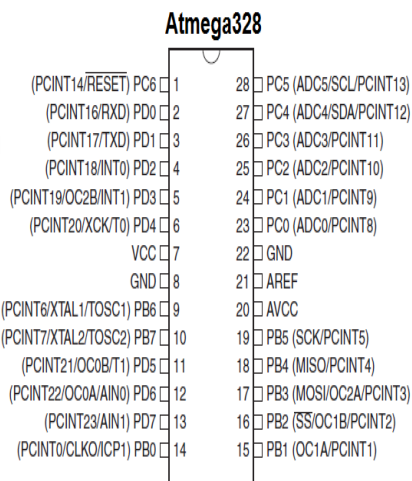 Atmega328
(PCINT14/RESET) PC6 1 28 PC5 (ADC5/SCL/PCINT13)
(PCINT16/RXD) PD0 2 27 PC4 (ADC4/SDA/PCINT12)
(PCINT17/TXD) PD1 3 26 PC3 (ADC3/PCINT11)
(PCINT18/INT0) PD2 4 25 PC2 (ADC2/PCINT10)
(PCINT19/OC2B/INT1) PD3 5 24 PC1 (ADC1/PCINT9)
(PCINT20/XCK/T0) PD4 6 23 PC0 (ADC0/PCINT8)
VCC 7 22 GND
GND 8 21 AREF
(PCINT6/XTAL1/TOSC1) PB6 9 20 AVCC
(PCINT7/XTAL2/TOSC2) PB7 10 19 PB5 (SCK/PCINT5)
(PCINT21/OC0B/T1) PD5 11 18 PB4 (MISO/PCINT4)
(PCINT22/OC0A/AIN0) PD6 12 17 PB3 (MOSI/OC2A/PCINT3)
(PCINT23/AIN1) PD7 13 16 PB2 (SS/OC1B/PCINT2)
(PCINT0/CLKO/ICP1) PB0 14 15 PB1 (OC1A/PCINT1)